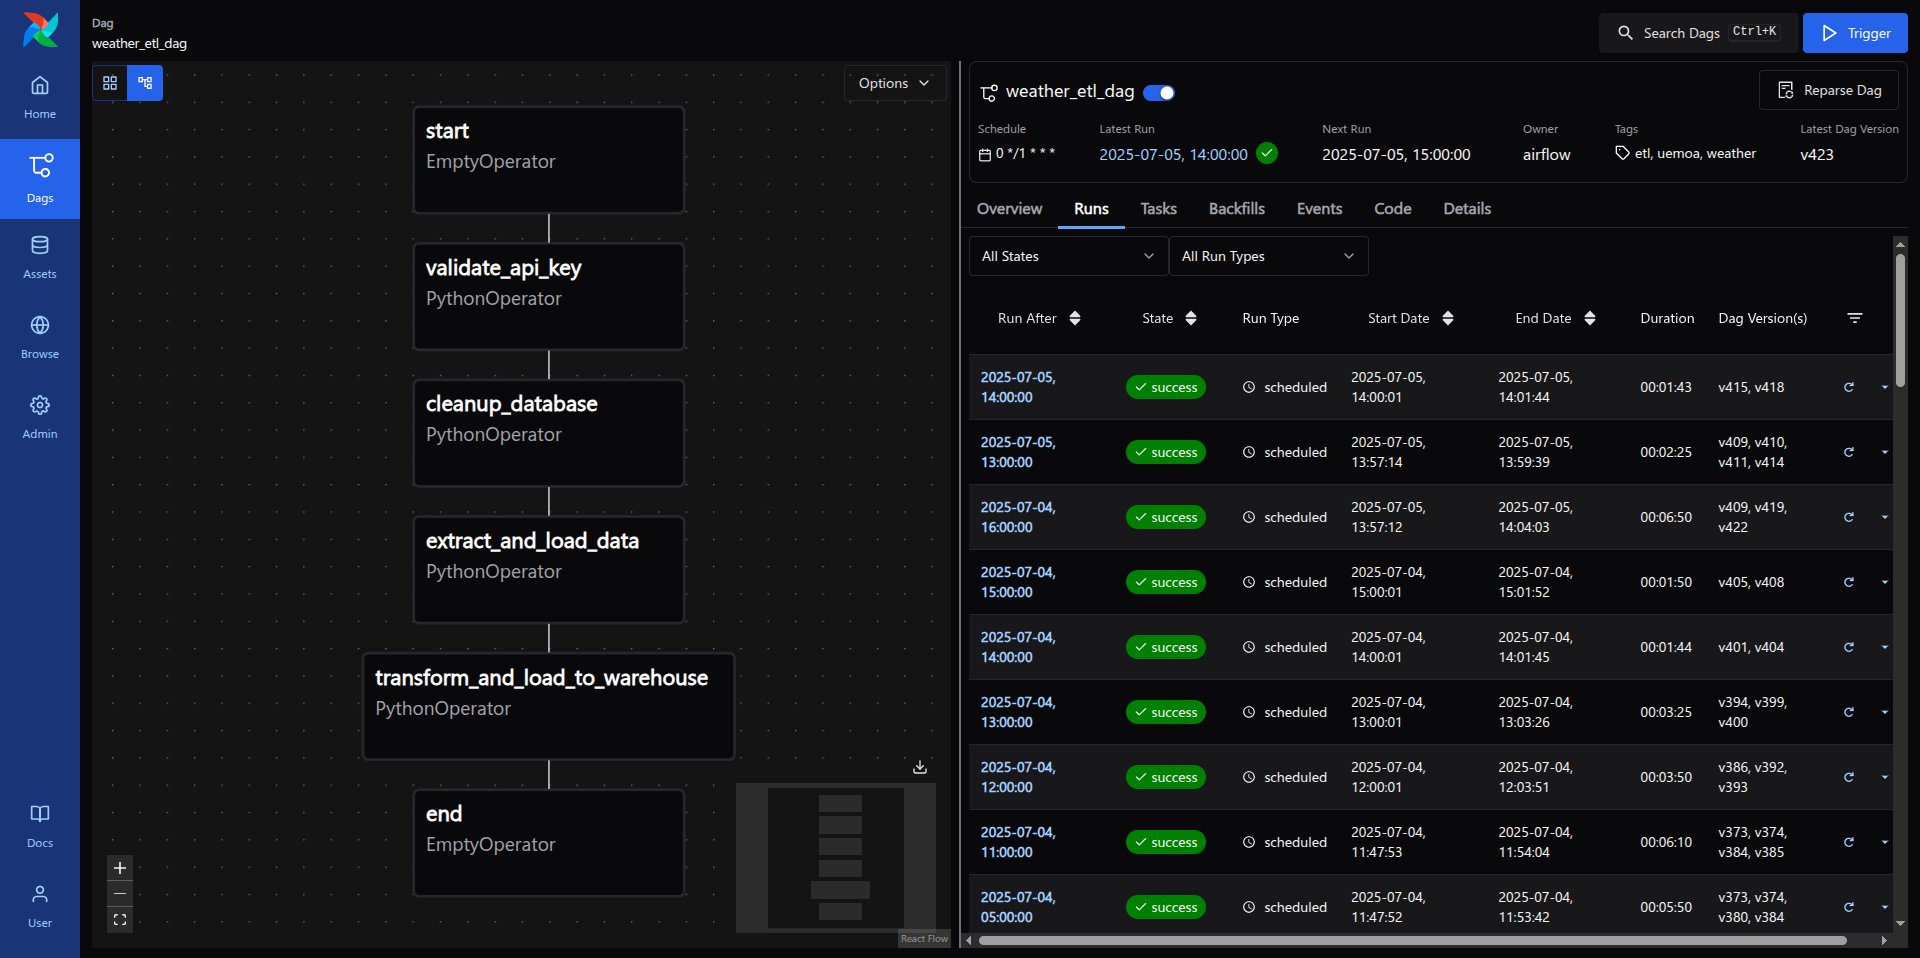 Dag
weather_etl_dag
Search Dags Ctrl+K
Trigger
Home
Dags
Assets
Browse
Admin
Docs
User
Options
start
EmptyOperator
validate_api_key
PythonOperator
cleanup_database
PythonOperator
extract_and_load_data
PythonOperator
transform_and_load_to_warehouse
PythonOperator
end
EmptyOperator
React Flow
weather_etl_dag
Reparse Dag
Schedule Latest Run Next Run Owner Tags Latest Dag Version
0 */1 * * * 2025-07-05, 14:00:00 2025-07-05, 15:00:00 airflow etl, uemoa, weather v423
Overview Runs Tasks Backfills Events Code Details
All States All Run Types
Run After State Run Type Start Date End Date Duration Dag Version(s)
2025-07-05, 14:00:00 success scheduled 2025-07-05, 14:00:01 2025-07-05, 14:01:44 00:01:43 v415, v418
2025-07-05, 13:00:00 success scheduled 2025-07-05, 13:57:14 2025-07-05, 13:59:39 00:02:25 v409, v410, v411, v414
2025-07-04, 16:00:00 success scheduled 2025-07-05, 13:57:12 2025-07-05, 14:04:03 00:06:50 v409, v419, v422
2025-07-04, 15:00:00 success scheduled 2025-07-04, 15:00:01 2025-07-04, 15:01:52 00:01:50 v405, v408
2025-07-04, 14:00:00 success scheduled 2025-07-04, 14:00:01 2025-07-04, 14:01:45 00:01:44 v401, v404
2025-07-04, 13:00:00 success scheduled 2025-07-04, 13:00:01 2025-07-04, 13:03:26 00:03:25 v394, v399, v400
2025-07-04, 12:00:00 success scheduled 2025-07-04, 12:00:01 2025-07-04, 12:03:51 00:03:50 v386, v392, v393
2025-07-04, 11:00:00 success scheduled 2025-07-04, 11:47:53 2025-07-04, 11:54:04 00:06:10 v373, v374, v384, v385
2025-07-04, 05:00:00 success scheduled 2025-07-04, 11:47:52 2025-07-04, 11:53:42 00:05:50 v373, v374, v380, v384